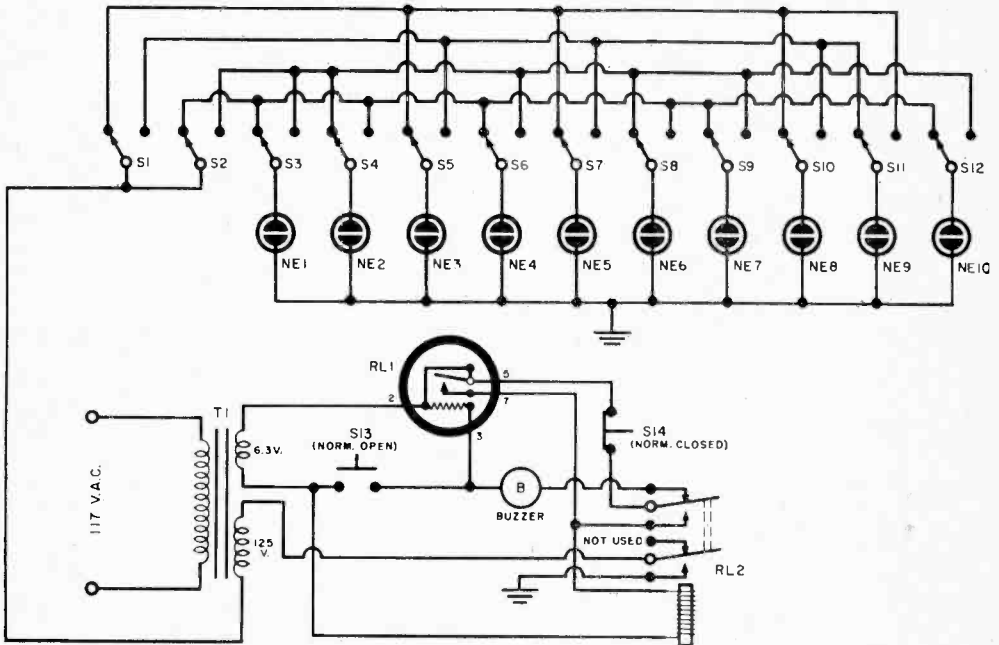 S1 S2 S3 S4 S5 S6 S7 S8 S9 S10 S11 S12
NE1 NE2 NE3 NE4 NE5 NE6 NE7 NE8 NE9 NE10
RL1
5
2
7
3
T1
117 V.A.C.
6.3V.
S13
(NORM. OPEN)
S14
(NORM. CLOSED)
B
BUZZER
125
V.
NOT USED
RL2